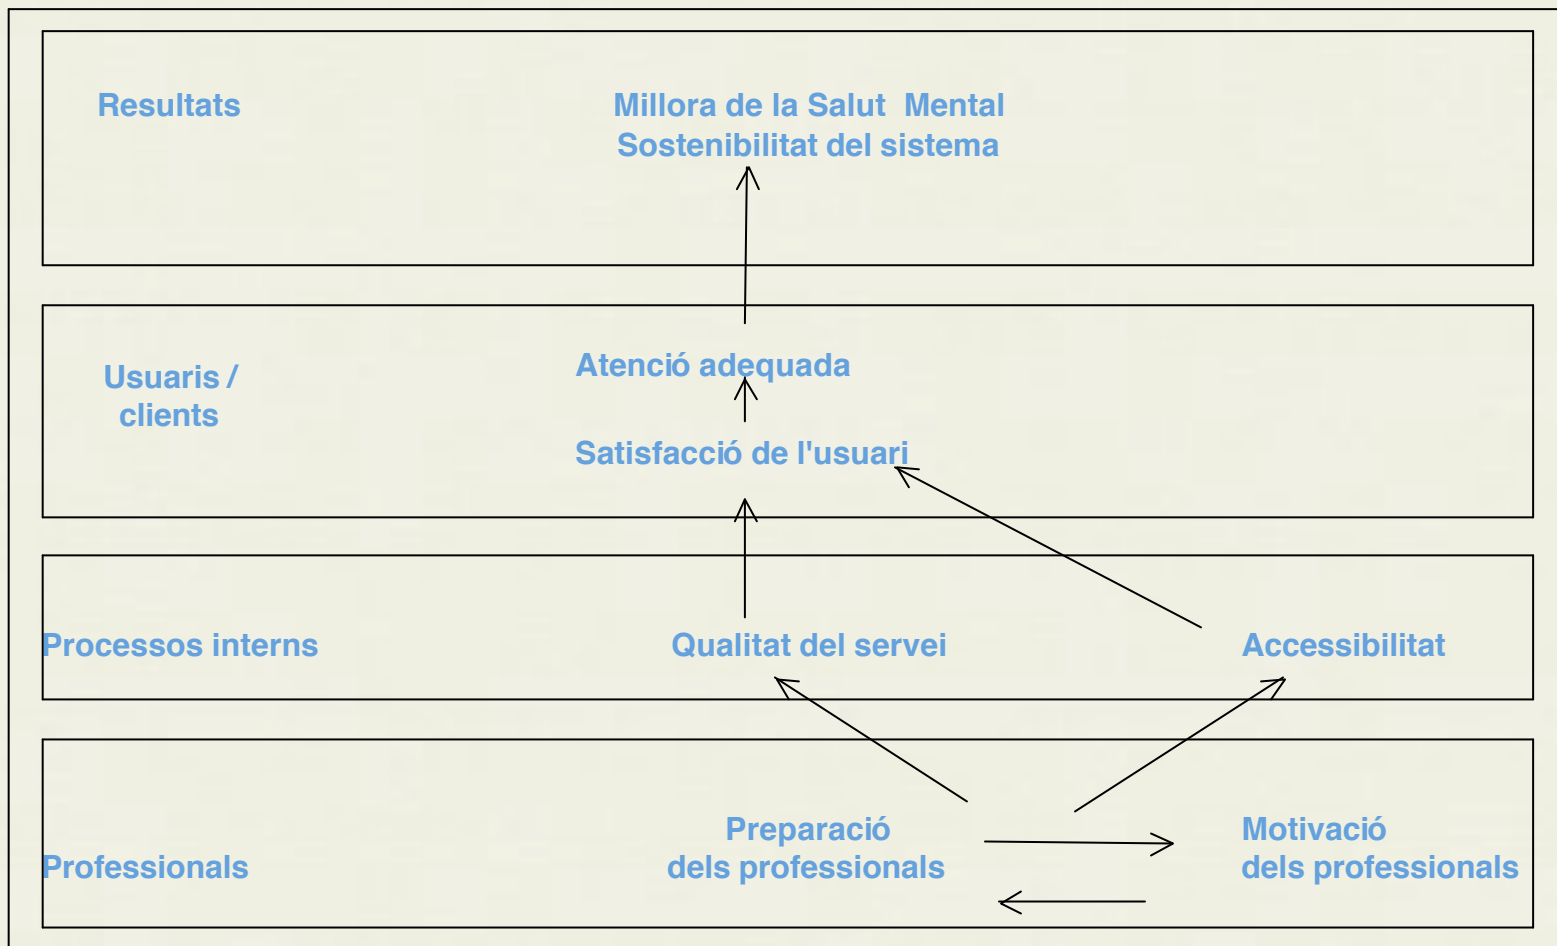 Resultats
Millora de la Salut  Mental
Sostenibilitat del sistema
Usuaris /
clients
Atenció adequada
Satisfacció de l'usuari
Processos interns
Qualitat del servei
Accessibilitat
Professionals
Preparació
dels professionals
Motivació
dels professionals